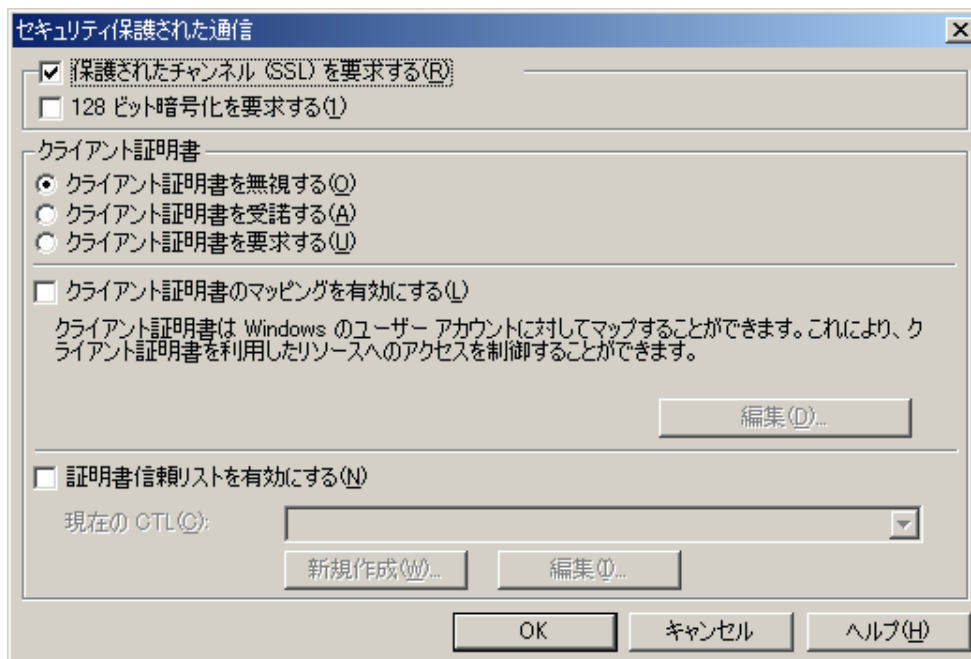 セキュリティ保護された通信
保護されたチャンネル (SSL) を要求する(R)
128 ビット暗号化を要求する(1)
クライアント証明書
クライアント証明書を無視する(O)
クライアント証明書を受諾する(A)
クライアント証明書を要求する(U)
クライアント証明書のマッピングを有効にする(L)
クライアント証明書は Windows のユーザー アカウントに対してマップすることができます。これにより、ク
ライアント証明書を利用したリソースへのアクセスを制御することができます。
編集(D)...
証明書信頼リストを有効にする(N)
現在の CTL(C):
新規作成(W)... 編集(I)...
OK キャンセル ヘルプ(H)